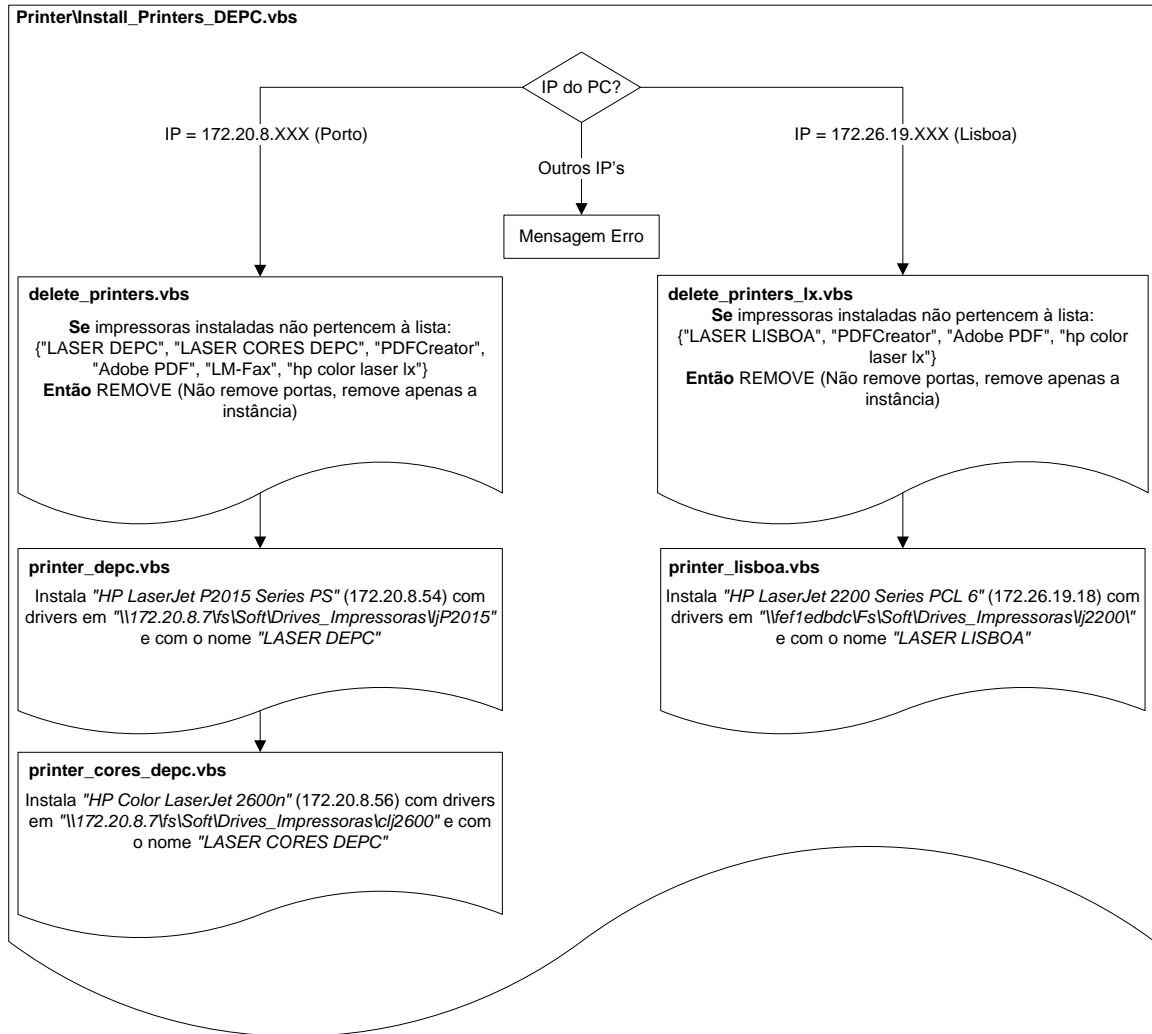 Printer\Install_Printers_DEPC.vbs
IP do PC?
IP = 172.20.8.XXX (Porto)
IP = 172.26.19.XXX (Lisboa)
Outros IP's
Mensagem Erro
delete_printers.vbs
Se impressoras instaladas não pertencem à lista:
{"LASER DEPC", "LASER CORES DEPC", "PDFCreator",
"Adobe PDF", "LM-Fax", "hp color laser lx"}
Então REMOVE (Não remove portas, remove apenas a
instância)
delete_printers_lx.vbs
Se impressoras instaladas não pertencem à lista:
{"LASER LISBOA", "PDFCreator", "Adobe PDF", "hp color
laser lx"}
Então REMOVE (Não remove portas, remove apenas a
instância)
printer_depc.vbs
Instala "HP LaserJet P2015 Series PS" (172.20.8.54) com
drivers em "\\172.20.8.7\fs\Soft\Drives_Impressoras\ljP2015"
e com o nome "LASER DEPC"
printer_lisboa.vbs
Instala "HP LaserJet 2200 Series PCL 6" (172.26.19.18) com
drivers em "\\fef1edbdc\Fs\Soft\Drives_Impressoras\lj2200\"
e com o nome "LASER LISBOA"
printer_cores_depc.vbs
Instala "HP Color LaserJet 2600n" (172.20.8.56) com drivers
em "\\172.20.8.7\fs\Soft\Drives_Impressoras\clj2600" e com
o nome "LASER CORES DEPC"